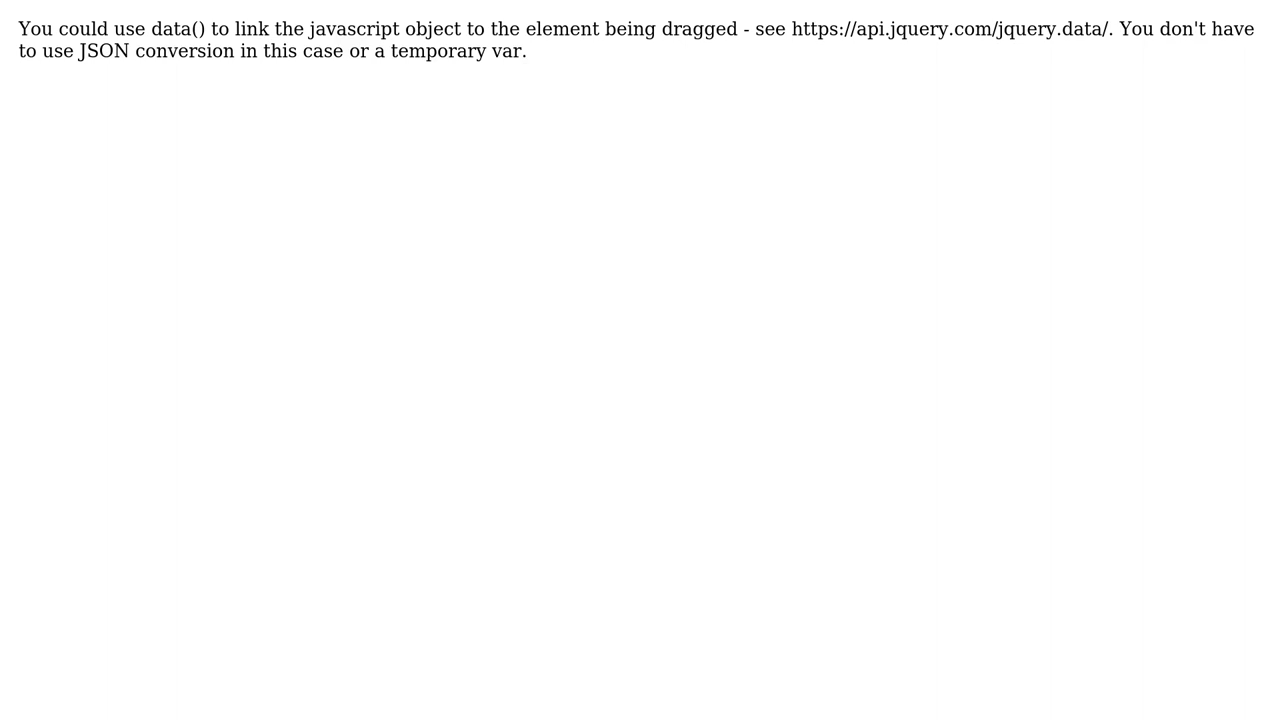 You could use data() to link the javascript object to the element being dragged - see https://api.jquery.com/jquery.data/. You don't have
to use JSON conversion in this case or a temporary var.